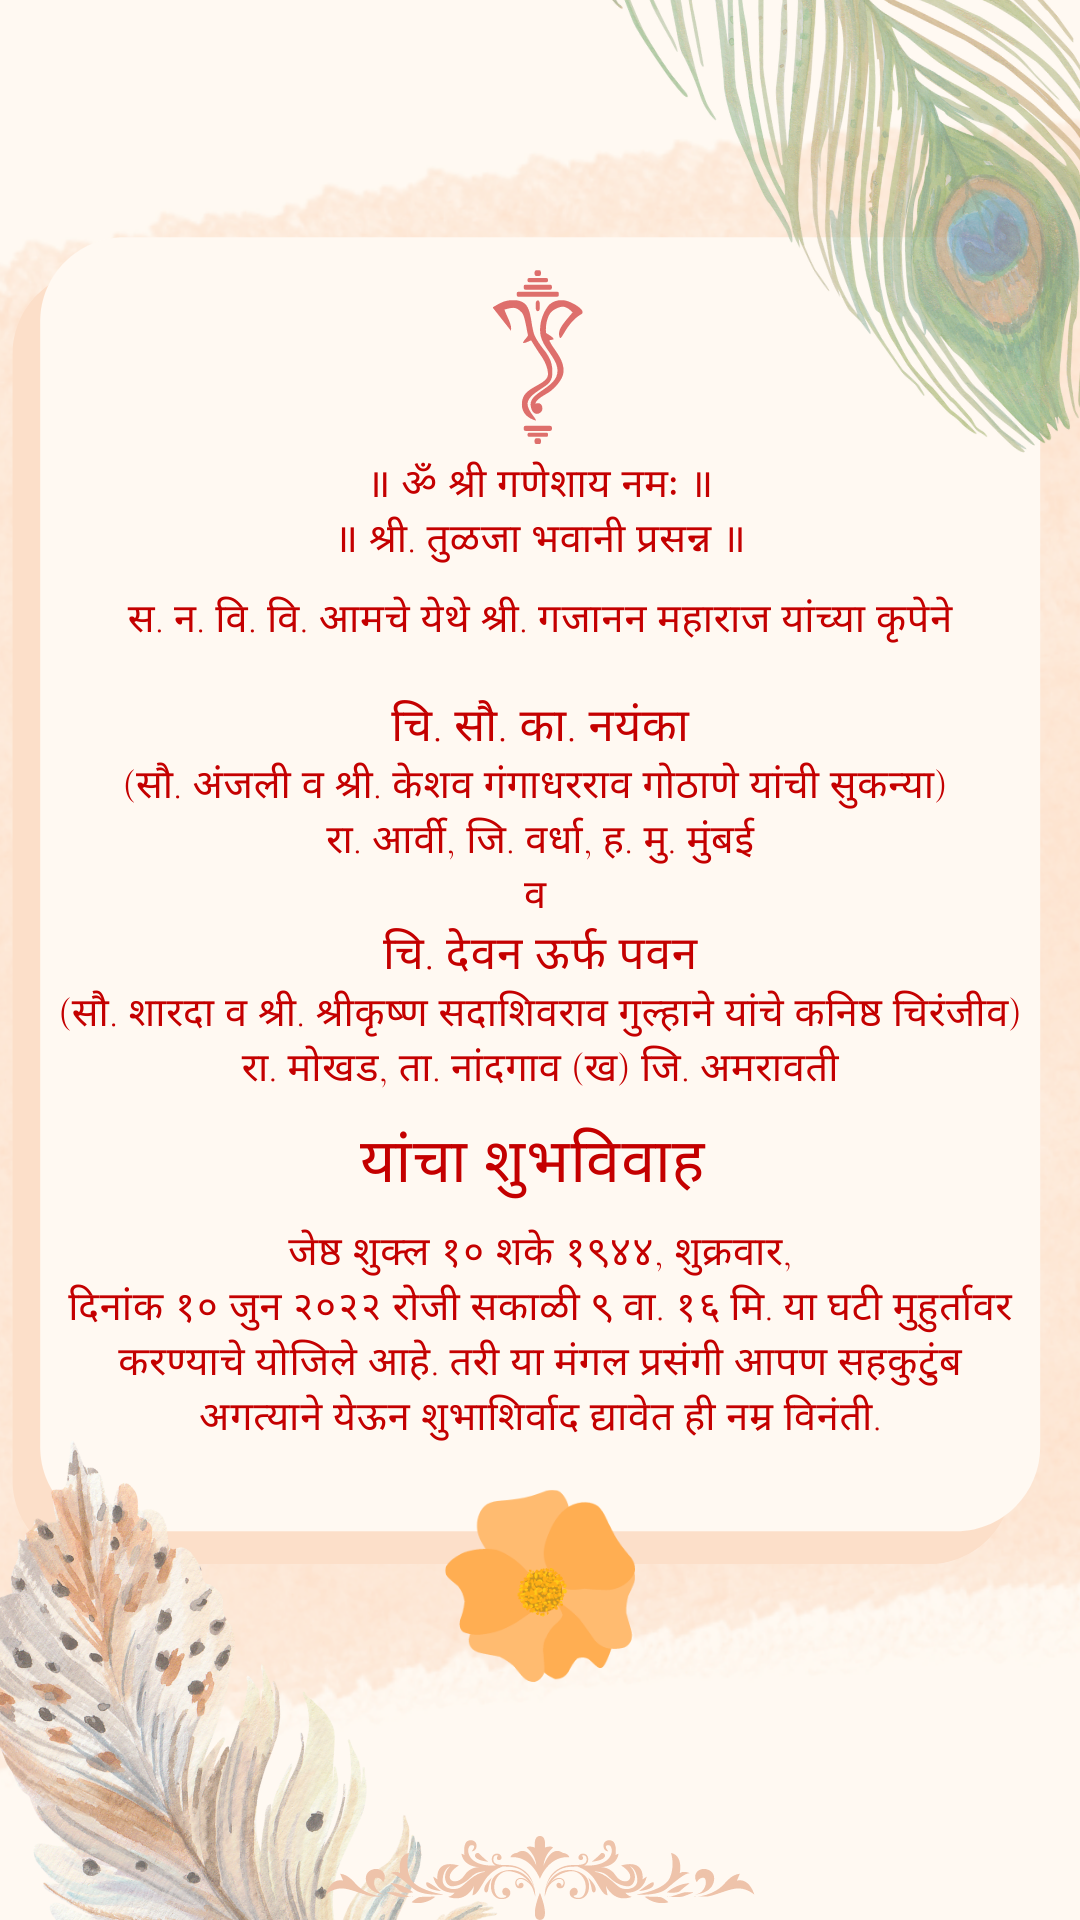 ॥ ॐ श्री गणेशाय नमः ॥
॥ श्री. तुळजा भवानी प्रसन्न ॥
स. न. वि. वि. आमचे येथे श्री. गजानन महाराज यांच्या कृपेने
चि. सौ. का. नयंका
(सौ. अंजली व श्री. केशव गंगाधरराव गोठाणे यांची सुकन्या)
रा. आर्वी, जि. वर्धा, ह. मु. मुंबई
व
चि. देवन ऊर्फ पवन
(सौ. शारदा व श्री. श्रीकृष्ण सदाशिवराव गुल्हाने यांचे कनिष्ठ चिरंजीव)
रा. मोखड, ता. नांदगाव (ख) जि. अमरावती
यांचा शुभविवाह
जेष्ठ शुक्ल १० शके १९४४, शुक्रवार,
दिनांक १० जुन २०२२ रोजी सकाळी ९ वा. १६ मि. या घटी मुहुर्तावर
करण्याचे योजिले आहे. तरी या मंगल प्रसंगी आपण सहकुटुंब
अगत्याने येऊन शुभाशिर्वाद द्यावेत ही नम्र विनंती.